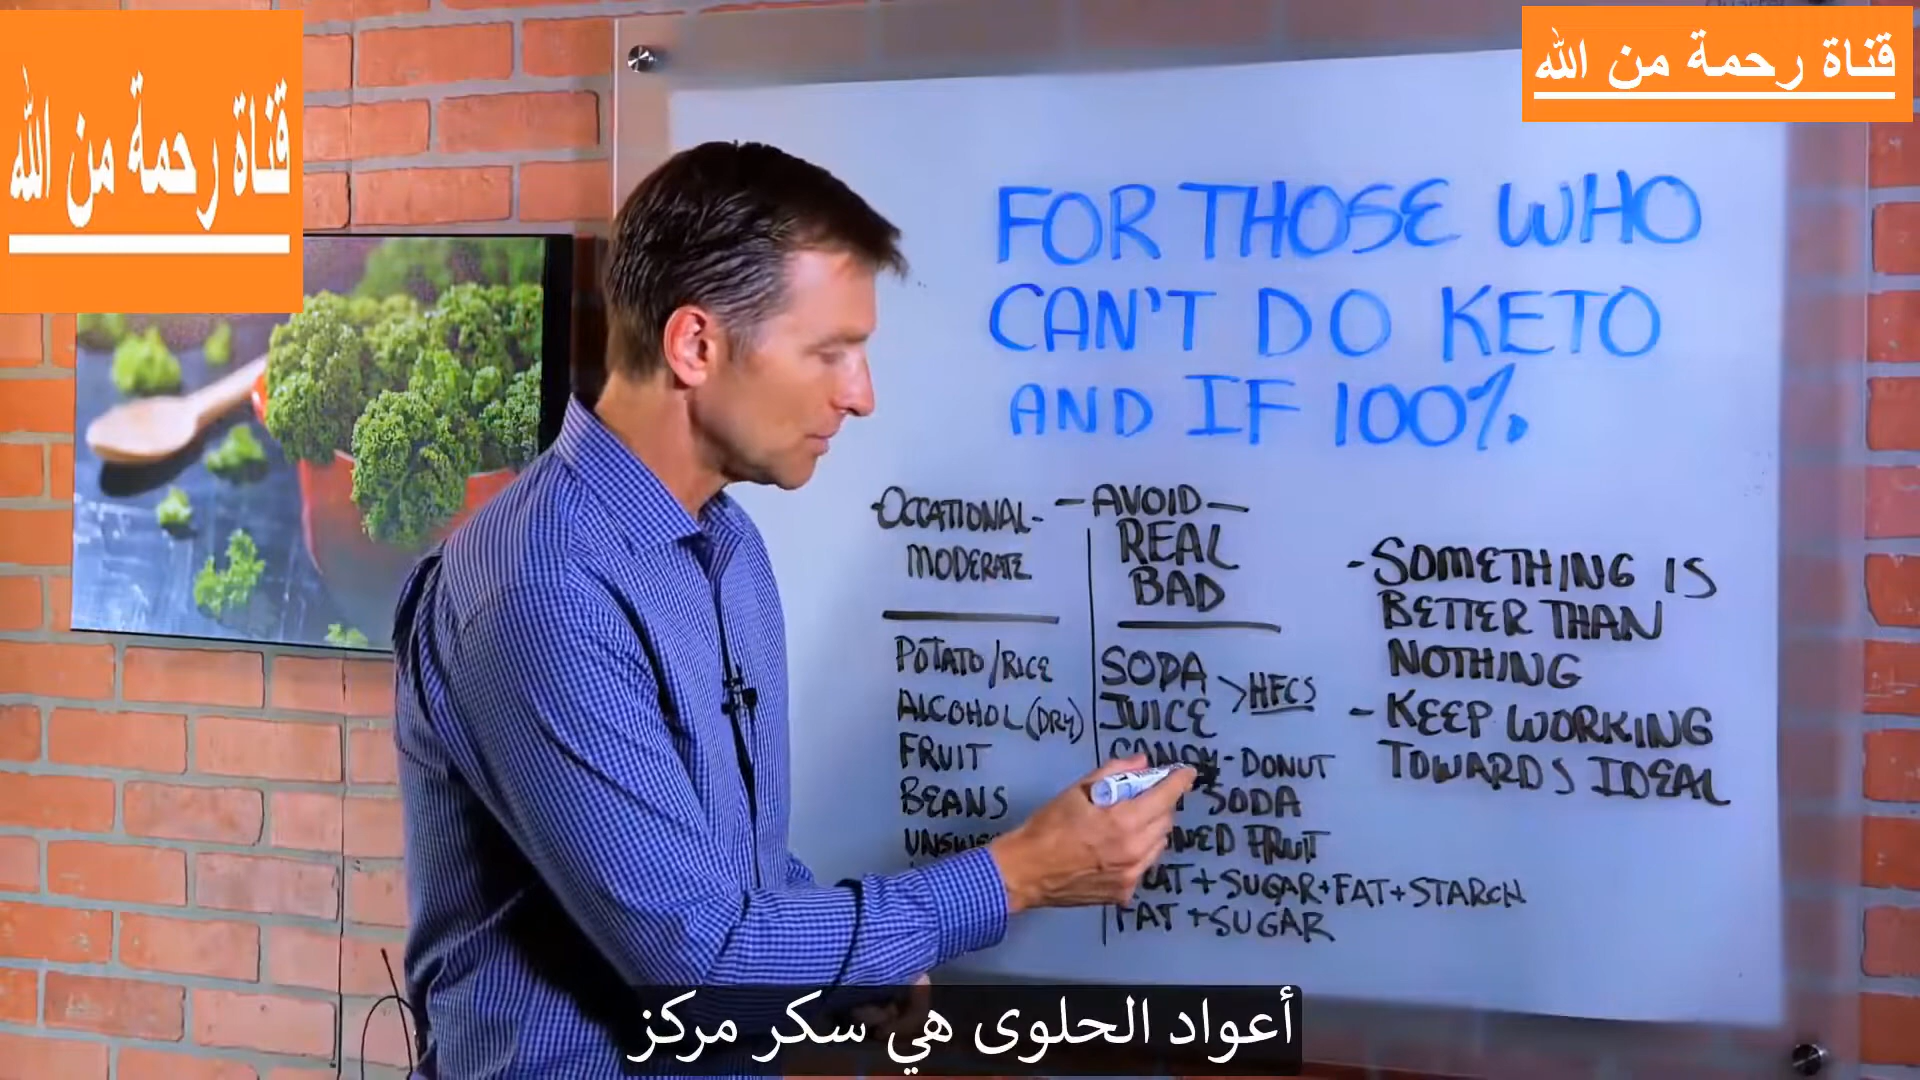 قناة رحمة من الله
قناة رحمة من الله
FOR THOSE WHO
CAN'T DO KETO
AND IF 100%
-OCCATIONAL-
MODERATE
POTATO/RICE
ALCOHOL (DRY)
FRUIT
BEANS
-AVOID-
REAL
BAD
SODA
JUICE
>HFCS
CANDY-DONUT
SODA
FRUIT
+SUGAR+FAT+STARCH
FAT+SUGAR
-SOMETHING IS
BETTER THAN
NOTHING
-KEEP WORKING
TOWARDS IDEAL
أعواد الحلوى هي سكر مركز